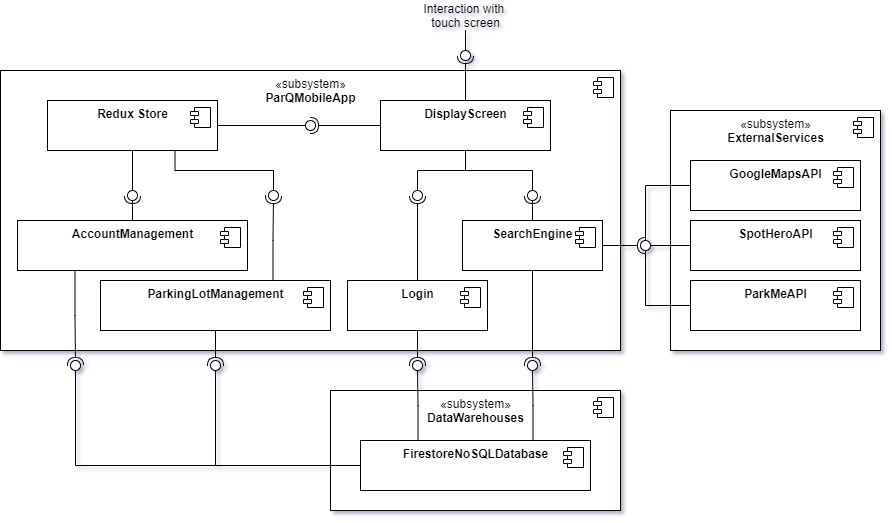 Interaction with
touch screen
«subsystem»
ParQMobileApp
Redux Store
DisplayScreen
«subsystem»
ExternalServices
GoogleMapsAPI
AccountManagement
SearchEngine
SpotHeroAPI
ParkingLotManagement
Login
ParkMeAPI
«subsystem»
DataWarehouses
FirestoreNoSQLDatabase